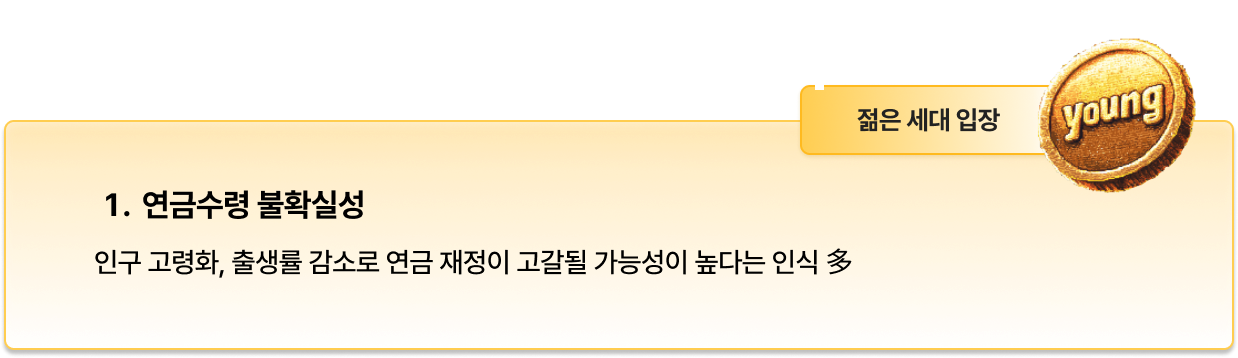 젊은 세대 입장
young
1. 연금수령 불확실성
인구 고령화, 출생률 감소로 연금 재정이 고갈될 가능성이 높다는 인식 多